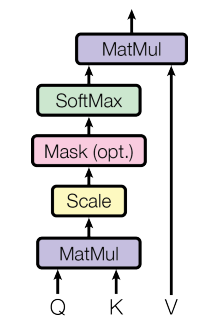 MatMul
SoftMax
Mask (opt.)
Scale
MatMul
Q K V